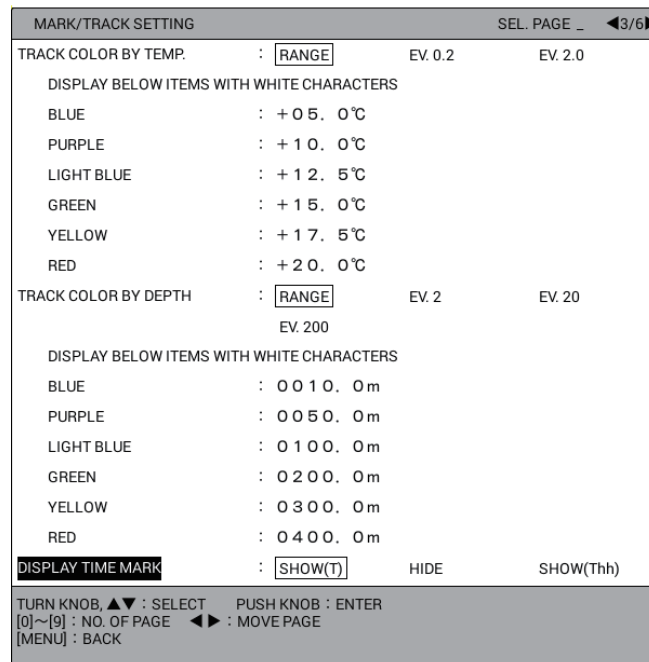 MARK/TRACK SETTING SEL. PAGE _ ◀3/6▶
TRACK COLOR BY TEMP. : RANGE EV. 0.2 EV. 2.0
DISPLAY BELOW ITEMS WITH WHITE CHARACTERS
BLUE : +05. 0℃
PURPLE : +10. 0℃
LIGHT BLUE : +12. 5℃
GREEN : +15. 0℃
YELLOW : +17. 5℃
RED : +20. 0℃
TRACK COLOR BY DEPTH : RANGE EV. 2 EV. 20
EV. 200
DISPLAY BELOW ITEMS WITH WHITE CHARACTERS
BLUE : 0010. 0m
PURPLE : 0050. 0m
LIGHT BLUE : 0100. 0m
GREEN : 0200. 0m
YELLOW : 0300. 0m
RED : 0400. 0m
DISPLAY TIME MARK : SHOW(T) HIDE SHOW(Thh)
TURN KNOB, ▲▼ : SELECT PUSH KNOB : ENTER
[0]～[9] : NO. OF PAGE ◀ ▶ : MOVE PAGE
[MENU] : BACK